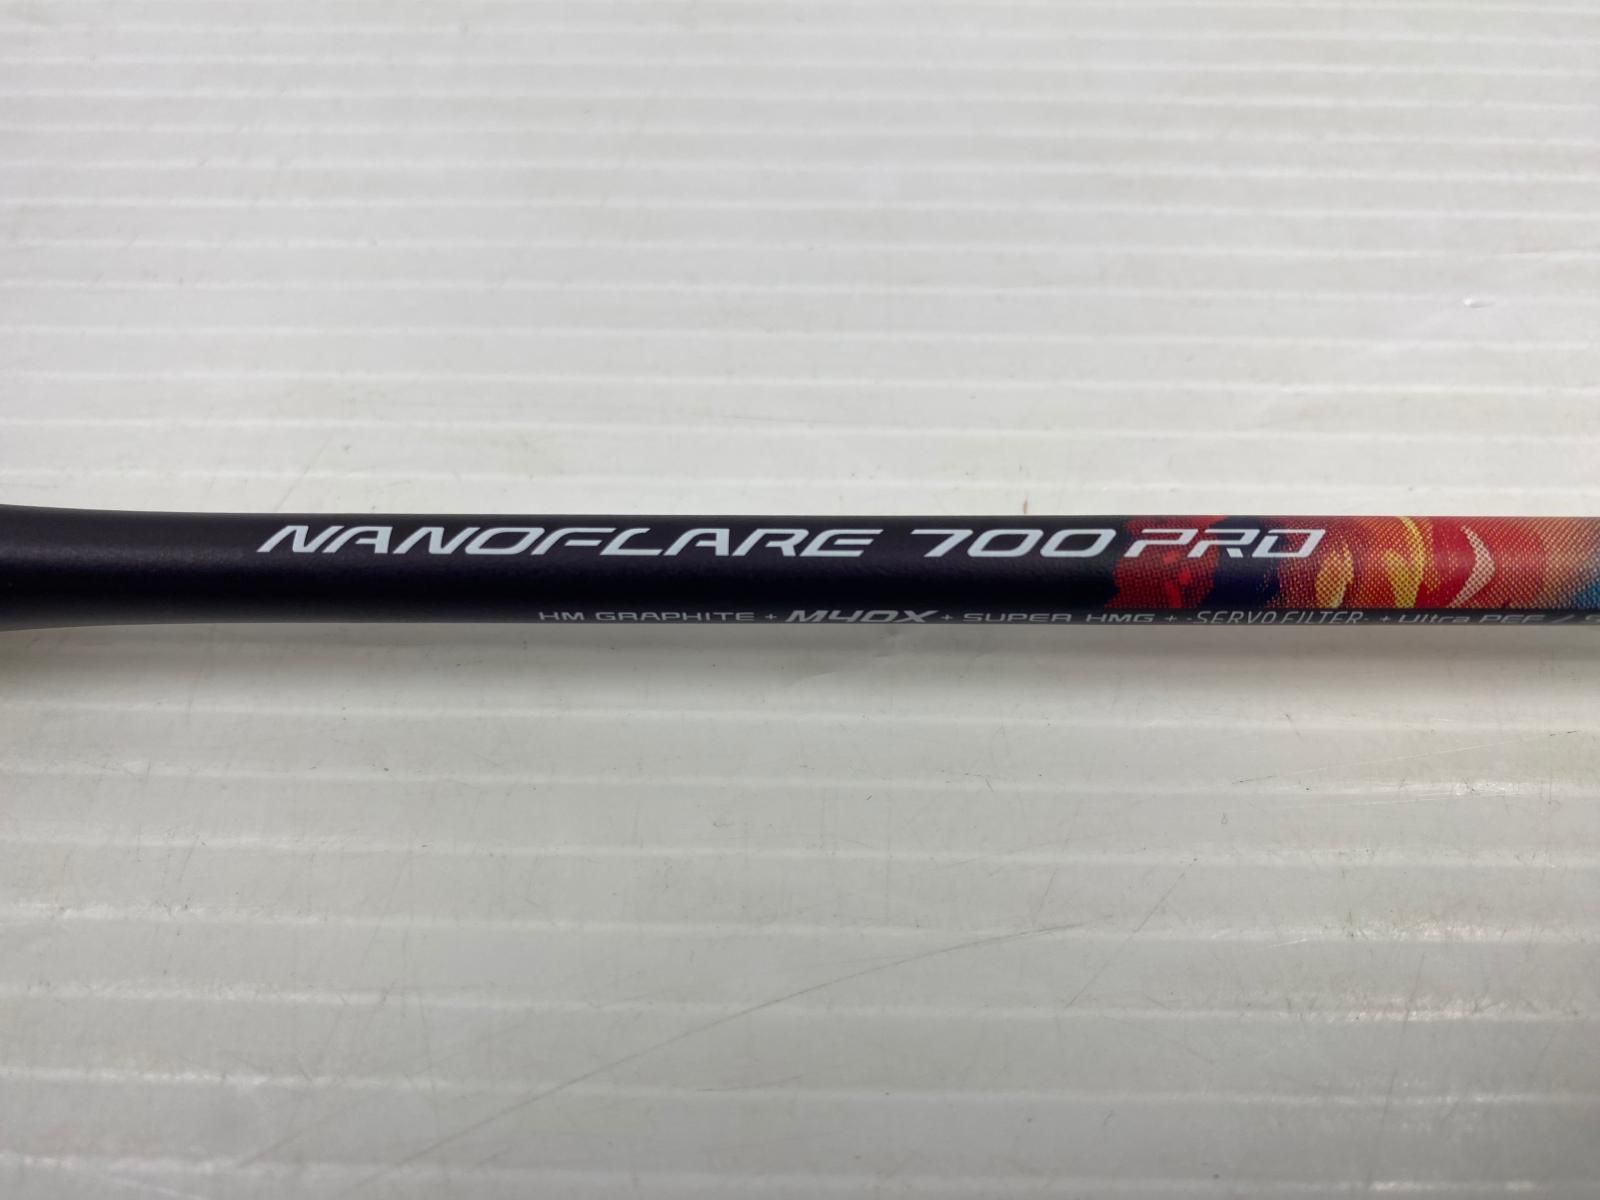 NANOFLARE 700 PRO
HM GRAPHITE + M40X + SUPER HMG + ·SERVO FILTER· + Ultra PEF /